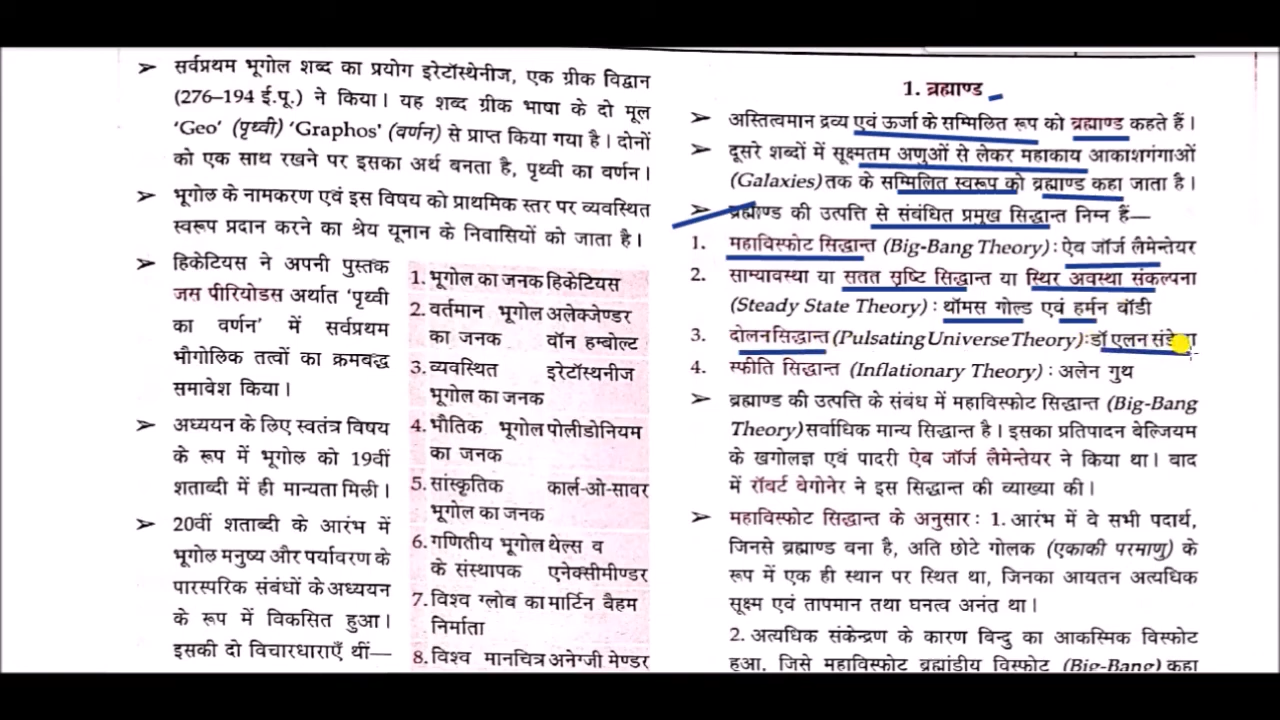 ➤ सर्वप्रथम भूगोल शब्द का प्रयोग इरेटॉस्थेनीज, एक ग्रीक विद्वान
(276–194 ई.पू.) ने किया। यह शब्द ग्रीक भाषा के दो मूल
‘Geo’ (पृथ्वी) ‘Graphos’ (वर्णन) से प्राप्त किया गया है। दोनों
को एक साथ रखने पर इसका अर्थ बनता है, पृथ्वी का वर्णन।
➤ भूगोल के नामकरण एवं इस विषय को प्राथमिक स्तर पर व्यवस्थित
स्वरूप प्रदान करने का श्रेय यूनान के निवासियों को जाता है।
➤ हिकेटियस ने अपनी पुस्तक
जस पीरियोडस अर्थात ‘पृथ्वी
का वर्णन’ में सर्वप्रथम
भौगोलिक तत्वों का क्रमबद्ध
समावेश किया।
➤ अध्ययन के लिए स्वतंत्र विषय
के रूप में भूगोल को 19वीं
शताब्दी में ही मान्यता मिली।
➤ 20वीं शताब्दी के आरंभ में
भूगोल मनुष्य और पर्यावरण के
पारस्परिक संबंधों के अध्ययन
के रूप में विकसित हुआ।
इसकी दो विचारधाराएँ थीं—
1. भूगोल का जनक हिकेटियस
2. वर्तमान भूगोल अलेक्जेण्डर
का जनक वॉन हम्बोल्ट
3. व्यवस्थित इरेटॉस्थनीज
भूगोल का जनक
4. भौतिक भूगोल पोलीडोनियम
का जनक
5. सांस्कृतिक कार्ल-ओ-सावर
भूगोल का जनक
6. गणितीय भूगोल थेल्स व
के संस्थापक एनेक्सीमीण्डर
7. विश्व ग्लोब का मार्टिन बैहम
निर्माता
8. विश्व मानचित्र अनेग्जी मेण्डर
1. ब्रह्माण्ड
➤ अस्तित्वमान द्रव्य एवं ऊर्जा के सम्मिलित रूप को ब्रह्माण्ड कहते हैं।
➤ दूसरे शब्दों में सूक्ष्मतम अणुओं से लेकर महाकाय आकाशगंगाओं
(Galaxies) तक के सम्मिलित स्वरूप को ब्रह्माण्ड कहा जाता है।
➤ ब्रह्माण्ड की उत्पत्ति से संबंधित प्रमुख सिद्धान्त निम्न हैं—
1. महाविस्फोट सिद्धान्त (Big-Bang Theory) : ऐव जॉर्ज लैमेन्तेयर
2. साम्यावस्था या सतत सृष्टि सिद्धान्त या स्थिर अवस्था संकल्पना
(Steady State Theory) : थॉमस गोल्ड एवं हर्मन बॉडी
3. दोलन सिद्धान्त (Pulsating Universe Theory) : डॉ एलन
4. स्फीति सिद्धान्त (Inflationary Theory) : अलेन गुथ
➤ ब्रह्माण्ड की उत्पत्ति के संबंध में महाविस्फोट सिद्धान्त (Big-Bang
Theory) सर्वाधिक मान्य सिद्धान्त है। इसका प्रतिपादन बेल्जियम
के खगोलज्ञ एवं पादरी ऐब जॉर्ज लैमेन्तेयर ने किया था। बाद
में रॉबर्ट बेगोनेर ने इस सिद्धान्त की व्याख्या की।
➤ महाविस्फोट सिद्धान्त के अनुसार : 1. आरंभ में वे सभी पदार्थ,
जिनसे ब्रह्माण्ड बना है, अति छोटे गोलक (एकाकी परमाणु) के
रूप में एक ही स्थान पर स्थित था, जिनका आयतन अत्यधिक
सूक्ष्म एवं तापमान तथा घनत्व अनंत था।
2. अत्यधिक संकेन्द्रण के कारण बिन्दु का आकस्मिक विस्फोट
हुआ, जिसे महाविस्फोट ब्रह्मांडीय विस्फोट (Big-Bang) कहा